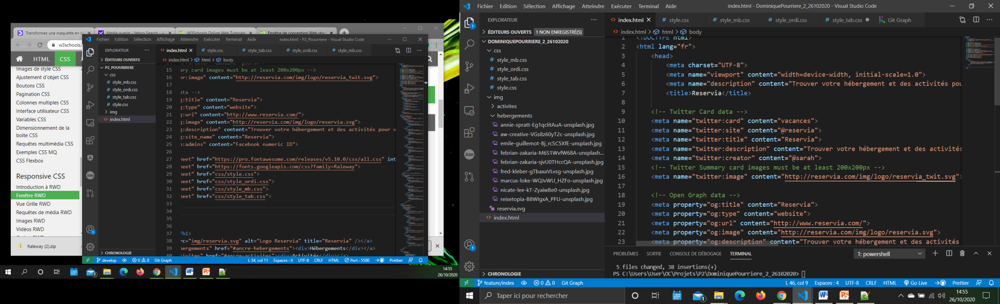 Transformez une maquette en si
Media querie - Yahoo Search - A
W3Schools Online Web Tutorials
Fenêtre de conception Web réac
w3schools.
HTML
CSS
Images de style CSS
Ajustement d'objet CSS
Boutons CSS
Pagination CSS
Colonnes multiples CSS
Interface utilisateur CSS
Variables CSS
Dimensionnement de la
boîte CSS
Requêtes multimédia CSS
Exemples CSS MQ
CSS Flexbox
Responsive CSS
Introduction à RWD
Fenêtre RWD
Vue Grille RWD
Requêtes de média RWD
Images RWD
Vidéos RWD
Raleway (2).zip
Fichier Edition Sélection Affichage Atteindre Exécuter Terminal Aide
index.html - P2_Pouurriere - Visual Studio Code
EXPLORATEUR
index.html
style.css
style_tab.css
style_ordi.css
style_mb.css
index.html > html > body
ÉDITEURS OUVERTS
P2_POUURRIERE
css
style_mb.css
style_ordi.css
style_tab.css
style.css
img
index.html
CHRONOLOGIE
15 ary card images must be at least 200x200px -->
16 er:image" content="http://reservia.com/img/logo/reservia_twit.svg">
17
18 ata -->
19 g:title" content="Reservia">
20 g:type" content="website">
21 g:url" content="http://www.reservia.com/">
22 g:image" content="http://reservia.com/img/logo/reservia.svg">
23 g:description" content="Trouver votre hébergement et des activités pour v
24 g:site_name" content="Reservia">
25 b:admins" content="Facebook numeric ID">
26
27 heet" href="https://pro.fontawesome.com/releases/v5.10.0/css/all.css" int
28 heet" href="https://fonts.googleapis.com/css?family=Raleway">
29 heet" href="css/style.css">
30 heet" href="css/style_ordi.css">
31 heet" href="css/style_mb.css">
32 heet" href="css/style_tab.css">
33
34
35
36
37 /h1>
38 rc="img/reservia.svg" alt="Logo Reservia" title="Reservia" /></a>
39 bergements" href="#ancre-hebergements"><div>Hébergements</div></a>
40 tivites" href="#ancre-activites"><div>Activités</div></a>
develop
0 0
Git Graph
L 34, col 11 Espaces : 4 UTF-8 CRLF HTML Port : 5500 Prettier
14:55
26/10/2020
Fichier Edition Sélection Affichage Atteindre Exécuter Terminal Aide
index.html - DominiquePourriere_2_26102020 - Visual Studio Code
EXPLORATEUR
index.html
style.css
style_mb.css
style_ordi.css
style_tab.css
Git Graph
index.html > html > body
ÉDITEURS OUVERTS 1 NON ENREGISTRÉ(S)
DOMINIQUEPOURRIERE_2_26102020
css
style_mb.css
style_ordi.css
style_tab.css
style.css
img
activites
hebergements
annie-spratt-Eg1qcIitAuA-unsplash.jpg
aw-creative-VGs8z60yT2c-unsplash.jpg
emile-guillemot-Bj_rcSC5XfE-unsplash.jpg
febrian-zakaria-M6S1WvfW68A-unsplash...
febrian-zakaria-sjvU0THccQA-unsplash.jpg
fred-kleber-gTbaxaVLvsg-unsplash.jpg
marcus-loke-WQJvWU_HZFo-unsplash.jpg
nicate-lee-kT-ZyaiwBe0-unsplash.jpg
reisetopia-B8WIgxA_PFU-unsplash.jpg
reservia.svg
index.html
CHRONOLOGIE
1 <!DOCTYPE html>
2 <html lang="fr">
3 <head>
4 <meta charset="UTF-8">
5 <meta name="viewport" content="width=device-width, initial-scale=1.0">
6 <meta name="description" content="Trouver votre hébergement et des activités pou
7 <title>Reservia</title>
8
9 <!-- Twitter Card data -->
10 <meta name="twitter:card" content="vacances">
11 <meta name="twitter:site" content="@reservia">
12 <meta name="twitter:title" content="Reservia">
13 <meta name="twitter:description" content="Trouver votre hébergement et des activités
14 <meta name="twitter:creator" content="@sarah">
15 <!-- Twitter Summary card images must be at least 200x200px -->
16 <meta name="twitter:image" content="http://reservia.com/img/logo/reservia_twit.svg">
17
18 <!-- Open Graph data -->
19 <meta property="og:title" content="Reservia">
20 <meta property="og:type" content="website">
21 <meta property="og:url" content="http://www.reservia.com/">
22 <meta property="og:image" content="http://reservia.com/img/logo/reservia.svg">
23 <meta property="og:description" content="Trouver votre hébergement et des activités
PROBLÈMES SORTIE CONSOLE DE DÉBOGAGE TERMINAL
1: powershell
5 files changed, 38 insertions(+)
PS C:\Users\User\OC\Projets\P2\DominiquePourriere_2_26102020>
feature/index
0 0
Git Graph
L 46, col 9 Espaces : 4 UTF-8 CRLF HTML Go Live Prettier
Taper ici pour rechercher
14:55
26/10/2020